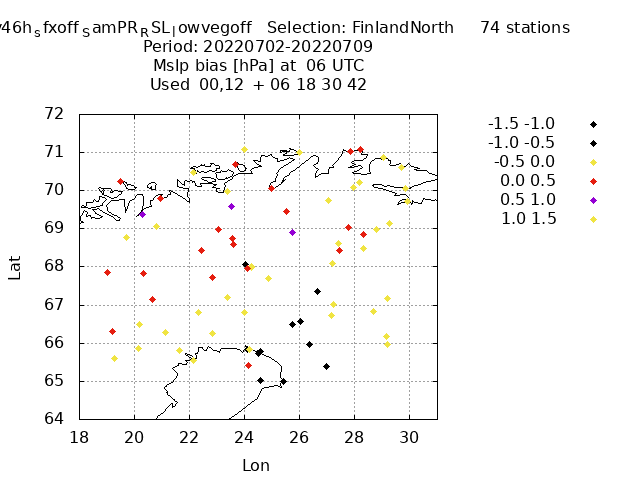 v46h_sfxoff_SamPR_RSL_lowvegoff Selection: FinlandNorth 74 stations
Period: 20220702-20220709
Mslp bias [hPa] at 06 UTC
Used 00,12 + 06 18 30 42
72
71
70
69
68
67
66
65
64
18 20 22 24 26 28 30
Lat
Lon
-1.5 -1.0
-1.0 -0.5
-0.5 0.0
0.0 0.5
0.5 1.0
1.0 1.5